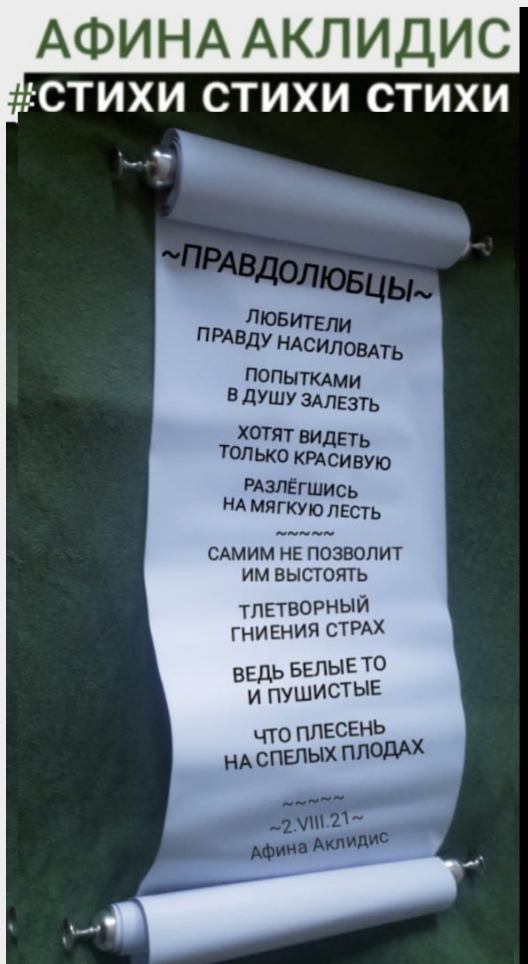 АФИНА АКЛИДИС
#СТИХИ СТИХИ СТИХИ
~ПРАВДОЛЮБЦЫ~
ЛЮБИТЕЛИ
ПРАВДУ НАСИЛОВАТЬ
ПОПЫТКАМИ
В ДУШУ ЗАЛЕЗТЬ
ХОТЯТ ВИДЕТЬ
ТОЛЬКО КРАСИВУЮ
РАЗЛЁГШИСЬ
НА МЯГКУЮ ЛЕСТЬ
~~~~~
САМИМ НЕ ПОЗВОЛИТ
ИМ ВЫСТОЯТЬ
ТЛЕТВОРНЫЙ
ГНИЕНИЯ СТРАХ
ВЕДЬ БЕЛЫЕ ТО
И ПУШИСТЫЕ
ЧТО ПЛЕСЕНЬ
НА СПЕЛЫХ ПЛОДАХ
~~~~~
~2.VIII.21~
Афина Аклидис